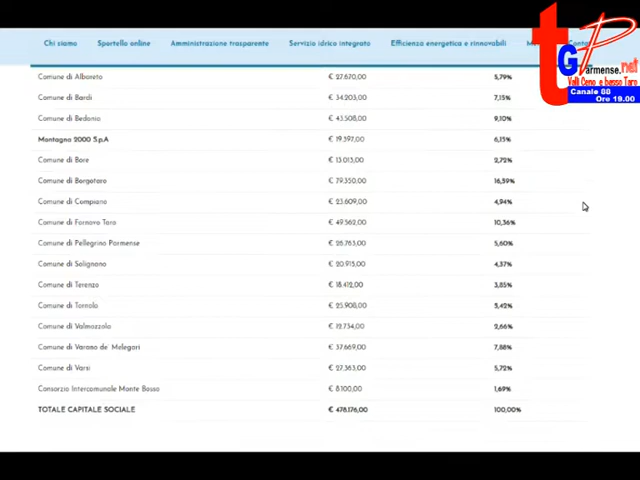 Chi siamo Sportello online Amministrazione trasparente Servizio idrico integrato Efficienza energetica e rinnovabili
tG Parmense.net
Valli Ceno e basso Taro
Canale 88
Ore 19.00
Comune di Albareto € 27.670,00 5,79%
Comune di Bardi € 34.203,00 7,15%
Comune di Bedonia € 43.508,00 9,10%
Montagna 2000 S.p.A € 19.397,00 6,15%
Comune di Bore € 13.013,00 2,72%
Comune di Borgotaro € 79.350,00 16,59%
Comune di Compiano € 23.609,00 4,94%
Comune di Fornovo Taro € 49.562,00 10,36%
Comune di Pellegrino Parmense € 26.763,00 5,60%
Comune di Solignano € 20.915,00 4,37%
Comune di Terenzo € 18.412,00 3,85%
Comune di Tornolo € 25.908,00 5,42%
Comune di Valmozzola € 12.734,00 2,66%
Comune di Varano de' Melegari € 37.669,00 7,88%
Comune di Varsi € 27.363,00 5,72%
Consorzio Intercomunale Monte Bosso € 8.100,00 1,69%
TOTALE CAPITALE SOCIALE € 478.176,00 100,00%